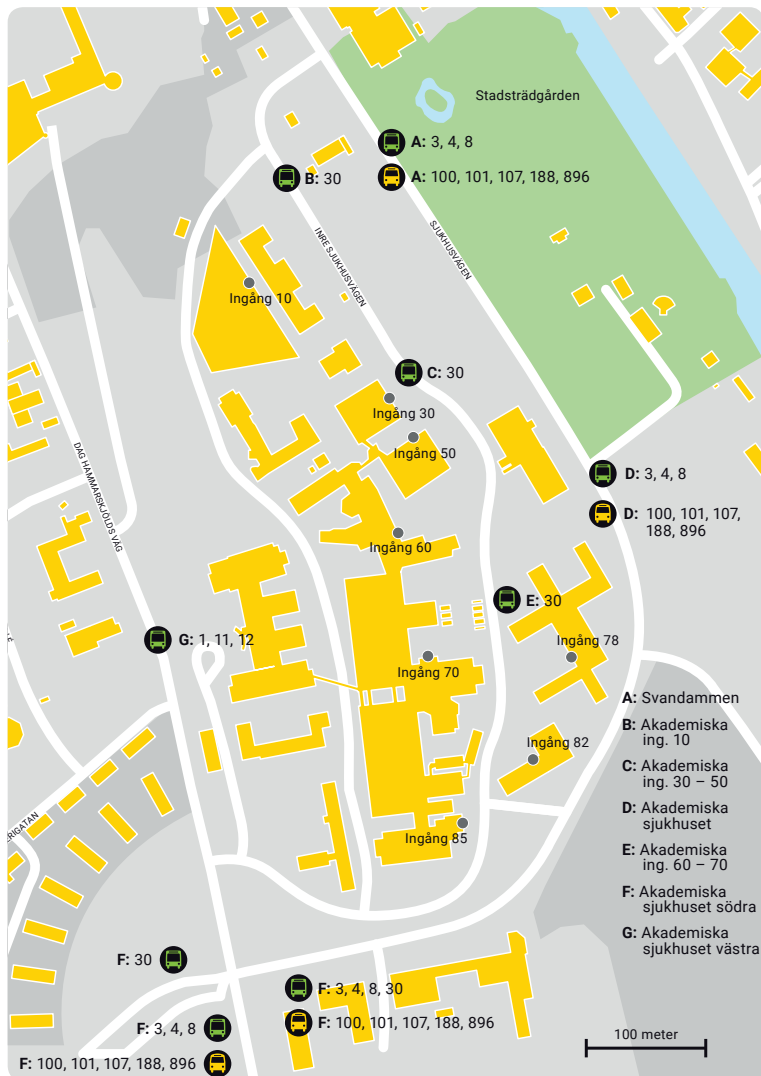 Stadsträdgården
A: 3, 4, 8
A: 100, 101, 107, 188, 896
B: 30
INRE SJUKHUSVÄGEN
SJUKHUSVÄGEN
Ingång 10
C: 30
Ingång 30
Ingång 50
DAG HAMMARSKJÖLDS VÄG
D: 3, 4, 8
D: 100, 101, 107,
188, 896
Ingång 60
E: 30
G: 1, 11, 12
Ingång 78
Ingång 70
A: Svandammen
B: Akademiska
ing. 10
C: Akademiska
ing. 30 – 50
D: Akademiska
sjukhuset
E: Akademiska
ing. 60 – 70
F: Akademiska
sjukhuset södra
G: Akademiska
sjukhuset västra
Ingång 82
Ingång 85
F: 30
F: 3, 4, 8, 30
F: 100, 101, 107, 188, 896
F: 3, 4, 8
F: 100, 101, 107, 188, 896
100 meter